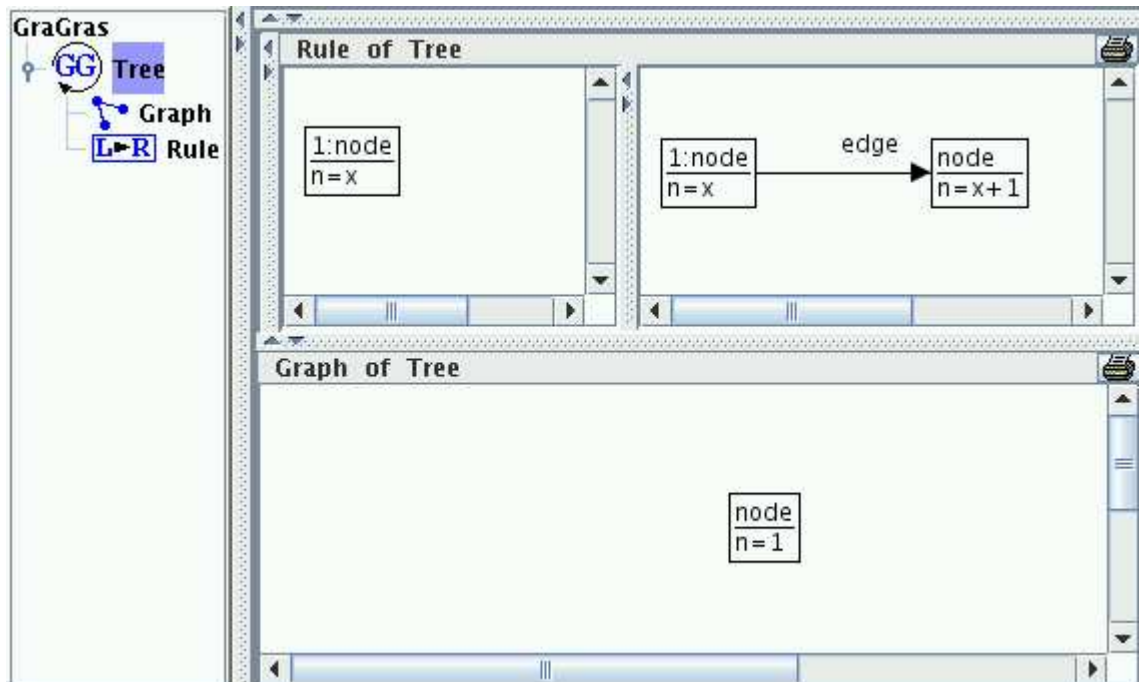 GraGras
GG Tree
Graph
L R Rule
Rule of Tree
1:node
n=x
1:node
n=x
edge
node
n=x+1
Graph of Tree
node
n=1